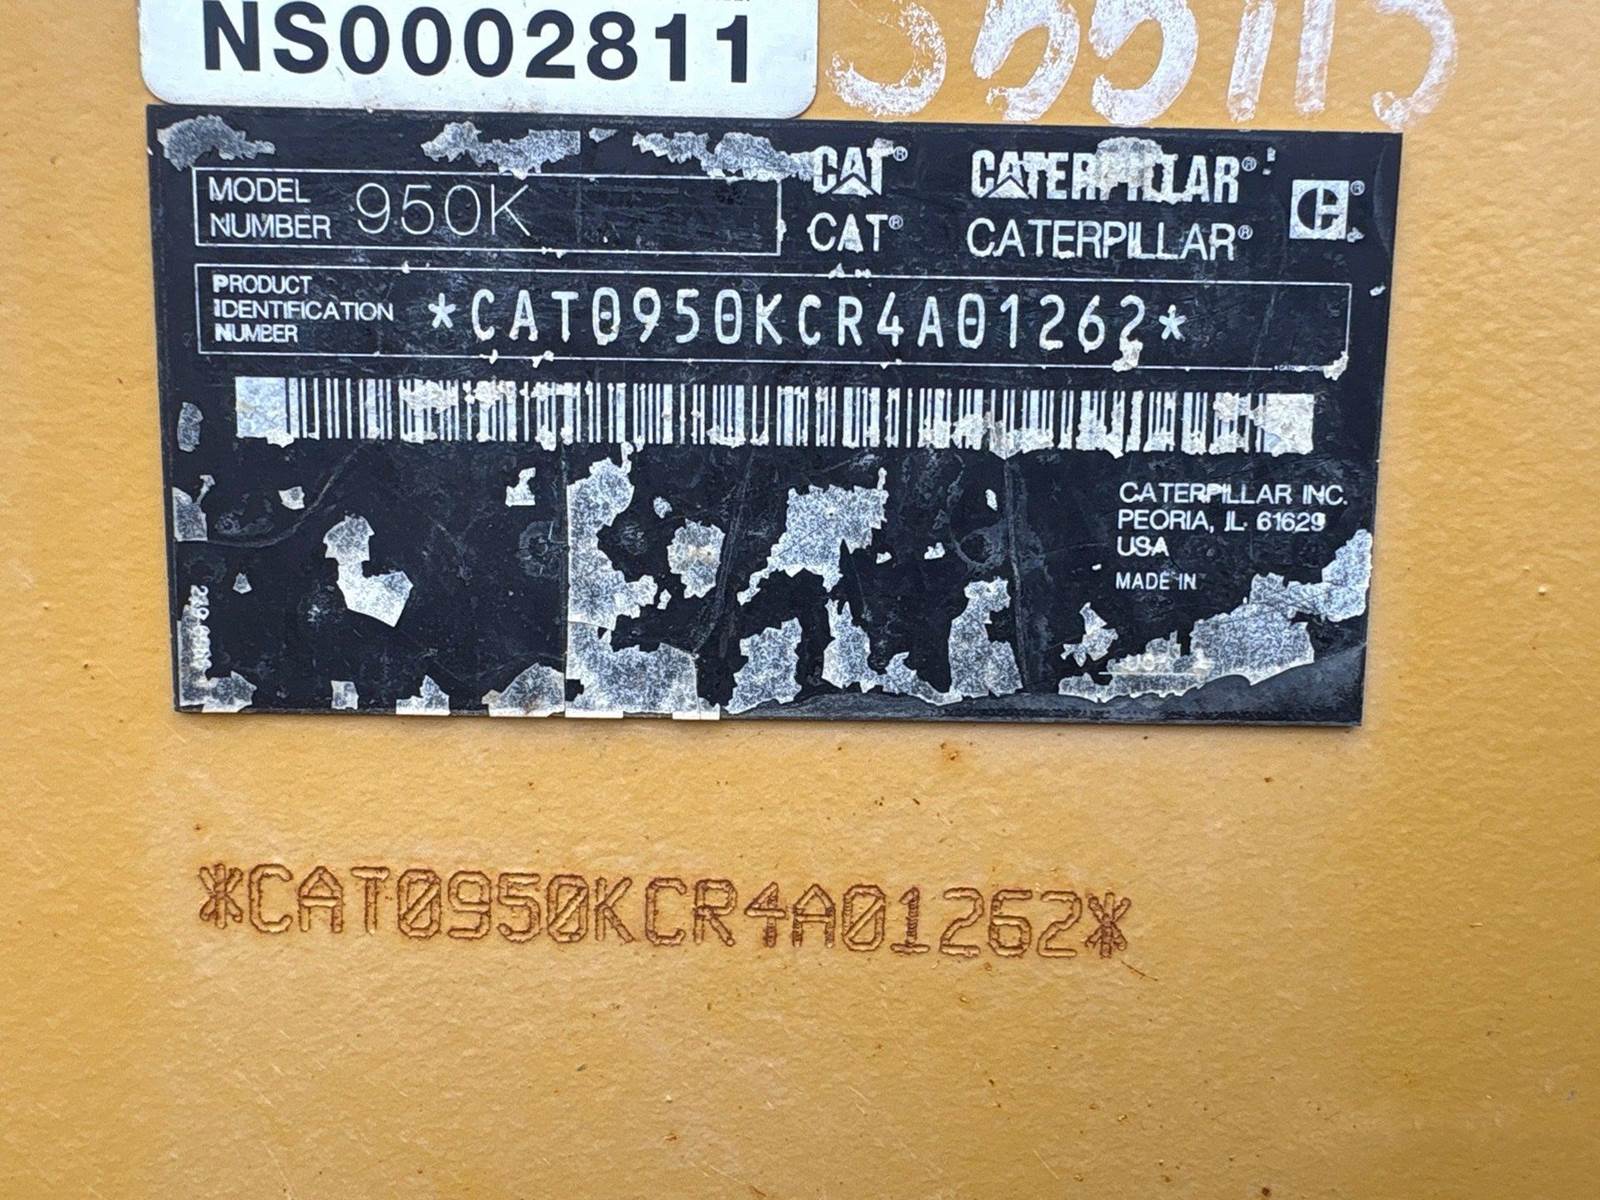 NS0002811
MODEL NUMBER 950K
CAT® CATERPILLAR®
CAT® CATERPILLAR®
PRODUCT IDENTIFICATION NUMBER *CAT0950KCR4A01262*
CATERPILLAR INC.
PEORIA, IL 61629
USA
MADE IN
*CAT0950KCR4A01262*